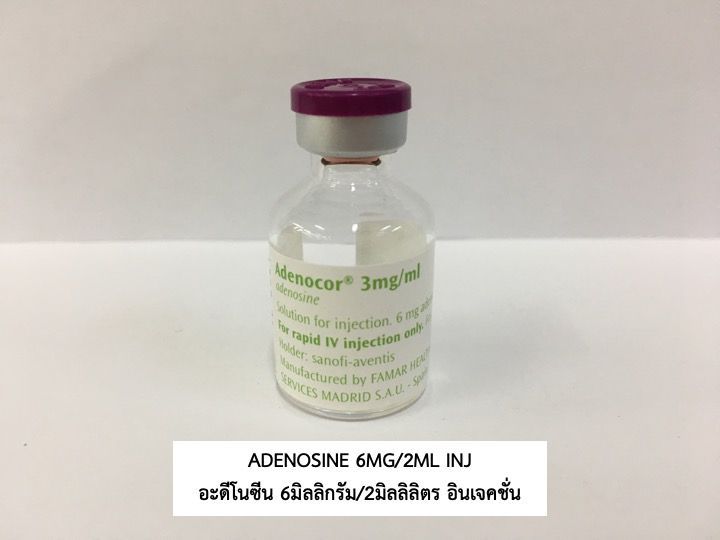 Adenocor® 3mg/ml
adenosine
Solution for injection. 6 mg
For rapid IV injection only.
Holder: sanofi-aventis
Manufactured by FAMAR
SERVICES MADRID S.A.U. -
ADENOSINE 6MG/2ML INJ
อะดีโนซีน 6มิลลิกรัม/2มิลลิลิตร อินเจคชั่น